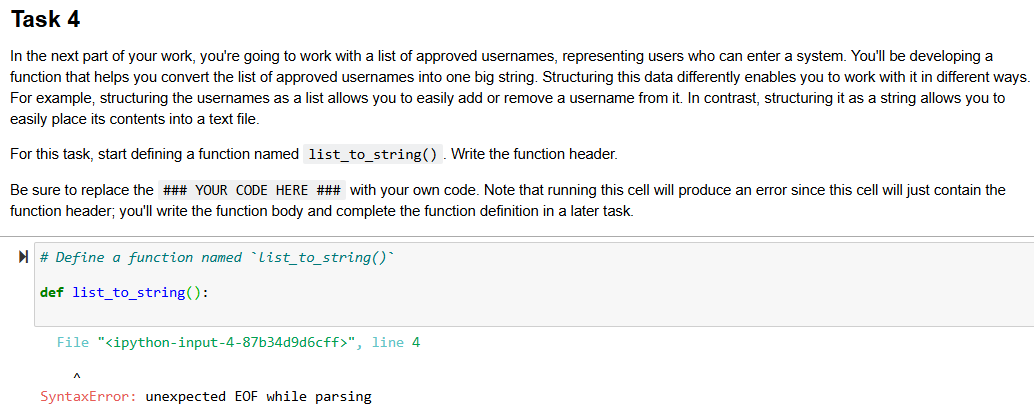 Task 4
In the next part of your work, you're going to work with a list of approved usernames, representing users who can enter a system. You'll be developing a
function that helps you convert the list of approved usernames into one big string. Structuring this data differently enables you to work with it in different ways.
For example, structuring the usernames as a list allows you to easily add or remove a username from it. In contrast, structuring it as a string allows you to
easily place its contents into a text file.
For this task, start defining a function named list_to_string() . Write the function header.
Be sure to replace the ### YOUR CODE HERE ### with your own code. Note that running this cell will produce an error since this cell will just contain the
function header; you'll write the function body and complete the function definition in a later task.
# Define a function named `list_to_string()`
def list_to_string():
File "<ipython-input-4-87b34d9d6cff>", line 4
^
SyntaxError: unexpected EOF while parsing